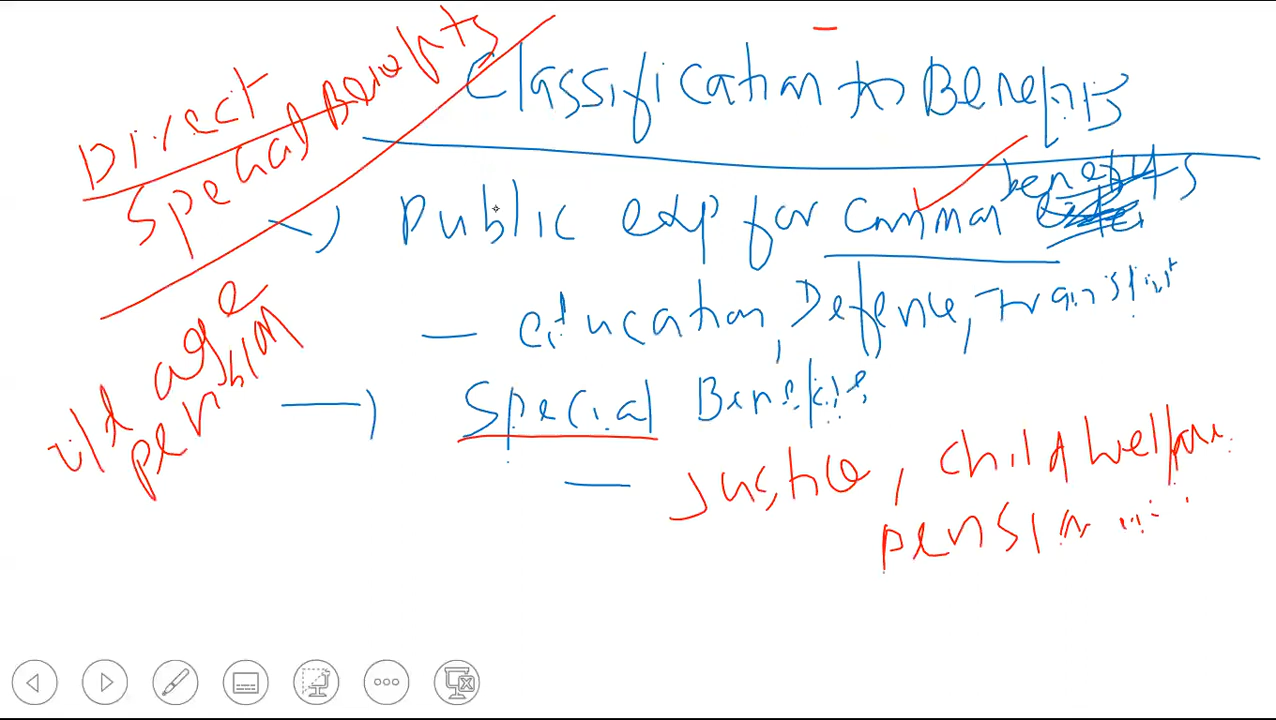 Classification to Benefits
Direct
Special Benefits
Public exp for Common benefits
- education, Defense, Transport
old age
pension
Special Benefits
- Justice, child welfare
pension ....